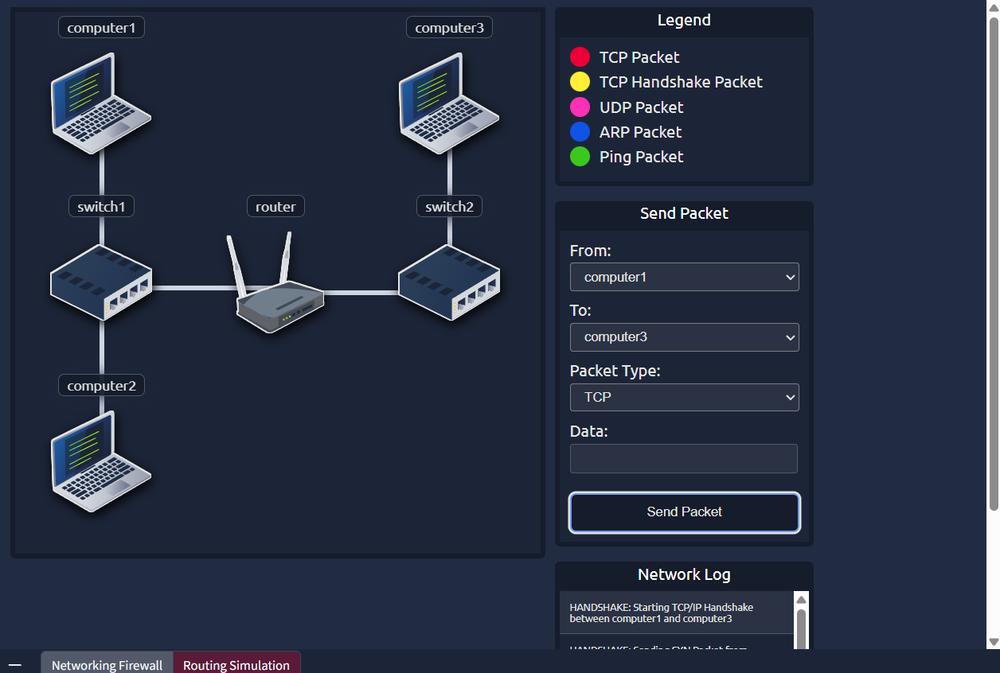 computer1
computer3
switch1
router
switch2
computer2
Legend
TCP Packet
TCP Handshake Packet
UDP Packet
ARP Packet
Ping Packet
Send Packet
From:
computer1
To:
computer3
Packet Type:
TCP
Data:
Send Packet
Network Log
HANDSHAKE: Starting TCP/IP Handshake
between computer1 and computer3
HANDSHAKE: Sending SYN Packet from
Networking Firewall
Routing Simulation